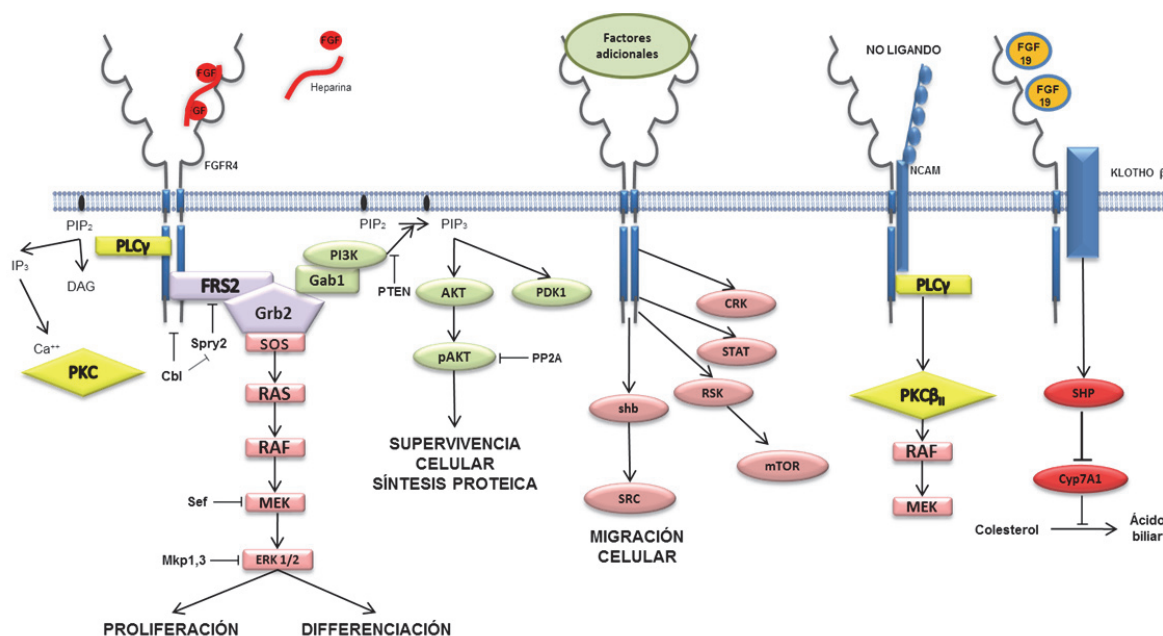 FGF
FGF
Heparina
GF
FGFR4
Factores
adicionales
NO LIGANDO
NCAM
FGF
19
FGF
19
KLOTHO β
PIP₂
PLCγ
IP₃
DAG
Ca⁺⁺
PKC
FRS2
Grb2
Gab1
PI3K
Spry2
Cbl
SOS
RAS
RAF
Sef
MEK
Mkp1,3
ERK 1/2
PROLIFERACIÓN
DIFFERENCIACIÓN
PIP₂
PIP₃
PTEN
AKT
PDK1
pAKT
PP2A
SUPERVIVENCIA
CELULAR
SÍNTESIS PROTEICA
CRK
STAT
RSK
shb
mTOR
SRC
MIGRACIÓN
CELULAR
PLCγ
PKCβII
RAF
MEK
SHP
Cyp7A1
Colesterol
Ácido
biliar